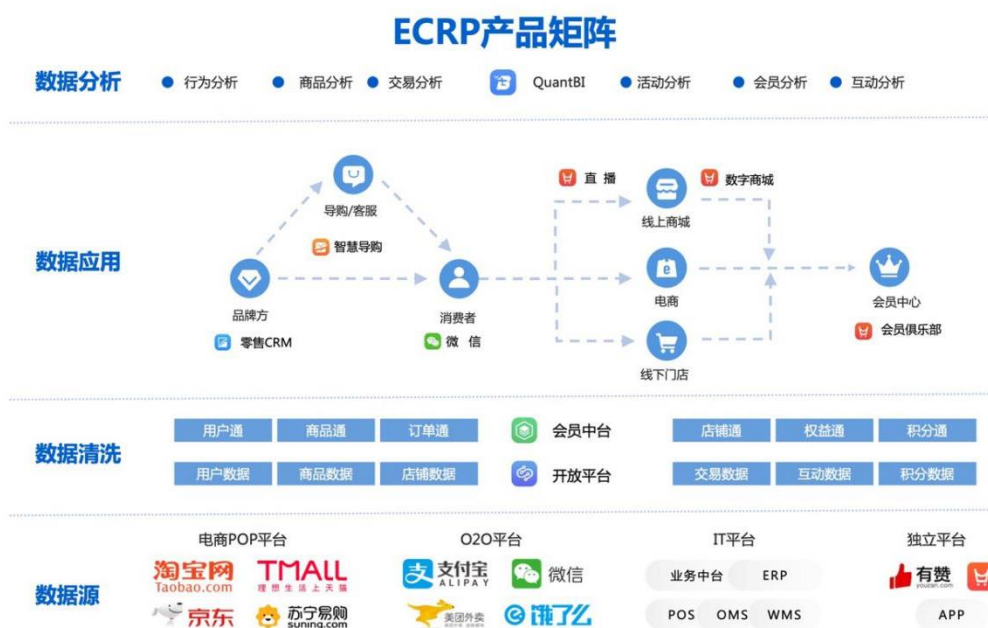 ECRP产品矩阵
数据分析
行为分析
商品分析
交易分析
QuantBI
活动分析
会员分析
互动分析
数据应用
导购/客服
智慧导购
品牌方
零售CRM
消费者
微 信
直 播
线上商城
数字商城
电商
线下门店
会员中心
会员俱乐部
数据清洗
用户通
商品通
订单通
会员中台
店铺通
权益通
积分通
用户数据
商品数据
店铺数据
开放平台
交易数据
互动数据
积分数据
数据源
电商POP平台
O2O平台
IT平台
独立平台
淘宝网
Taobao.com
TMALL
理想生活上天猫
支付宝
ALIPAY
微信
业务中台
ERP
有赞
youzan.com
京东
苏宁易购
suning.com
美团外卖
饿了么
POS
OMS
WMS
APP